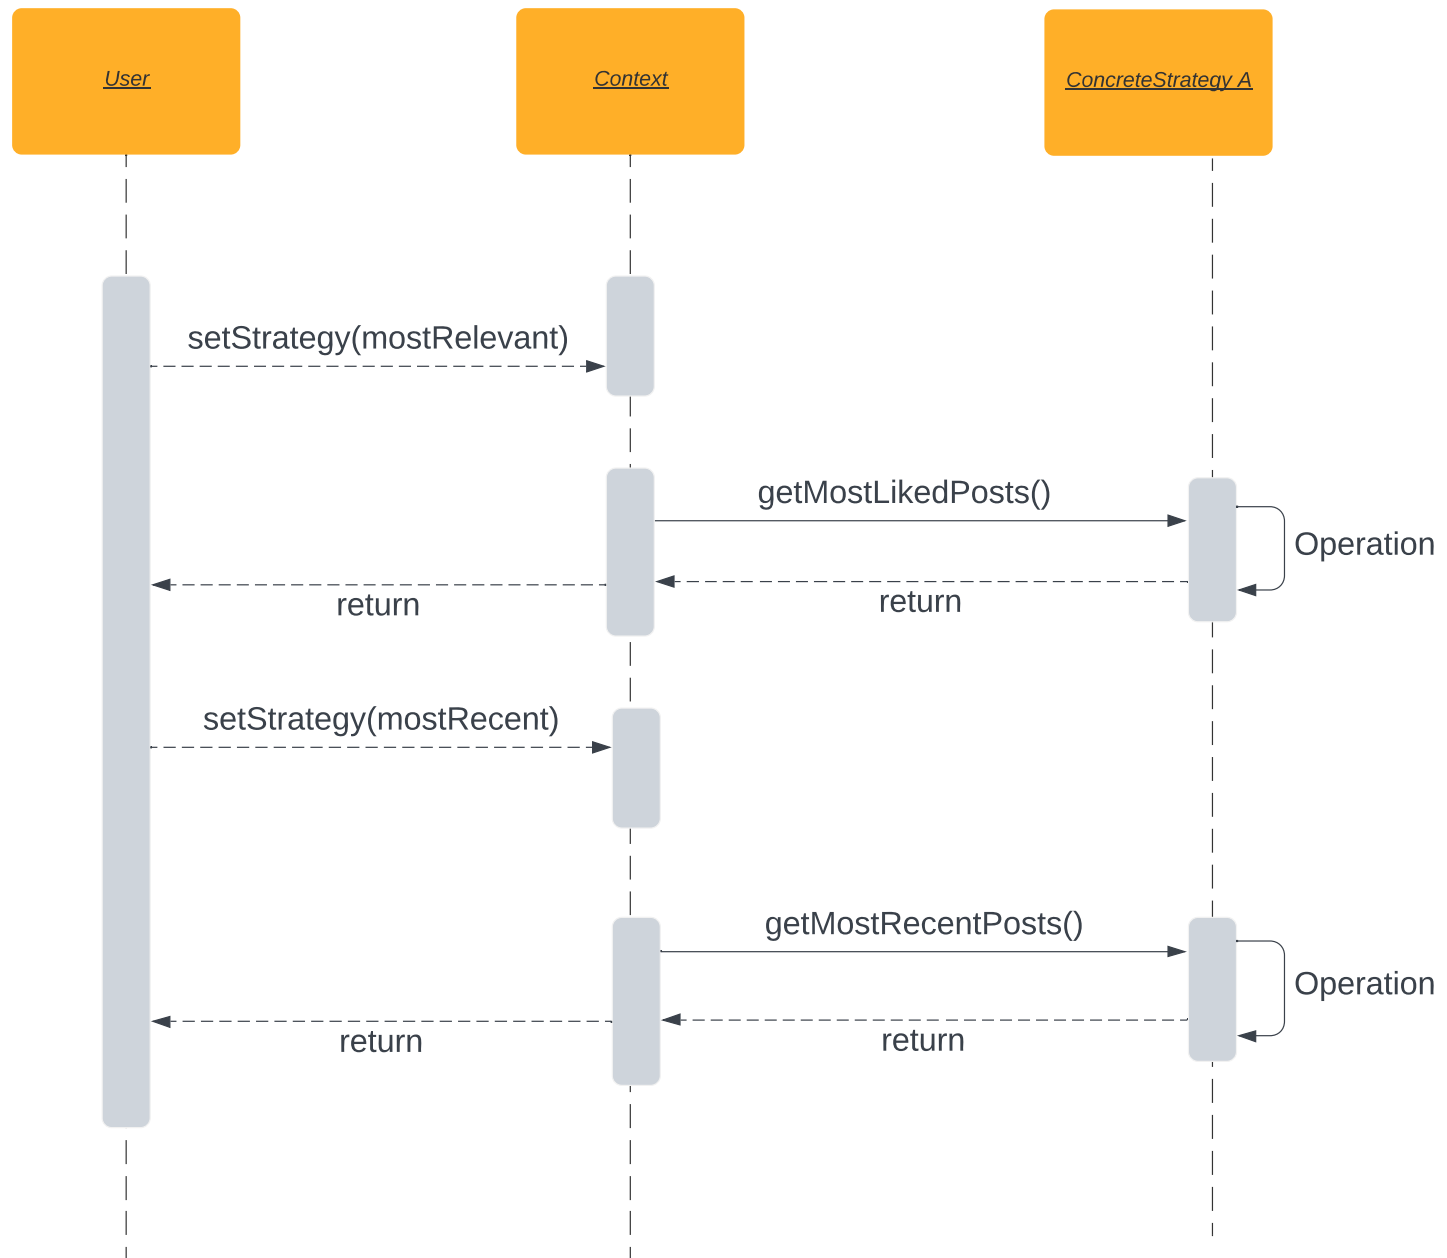 User
Context
ConcreteStrategy A
setStrategy(mostRelevant)
getMostLikedPosts()
Operation
return
return
setStrategy(mostRecent)
getMostRecentPosts()
Operation
return
return